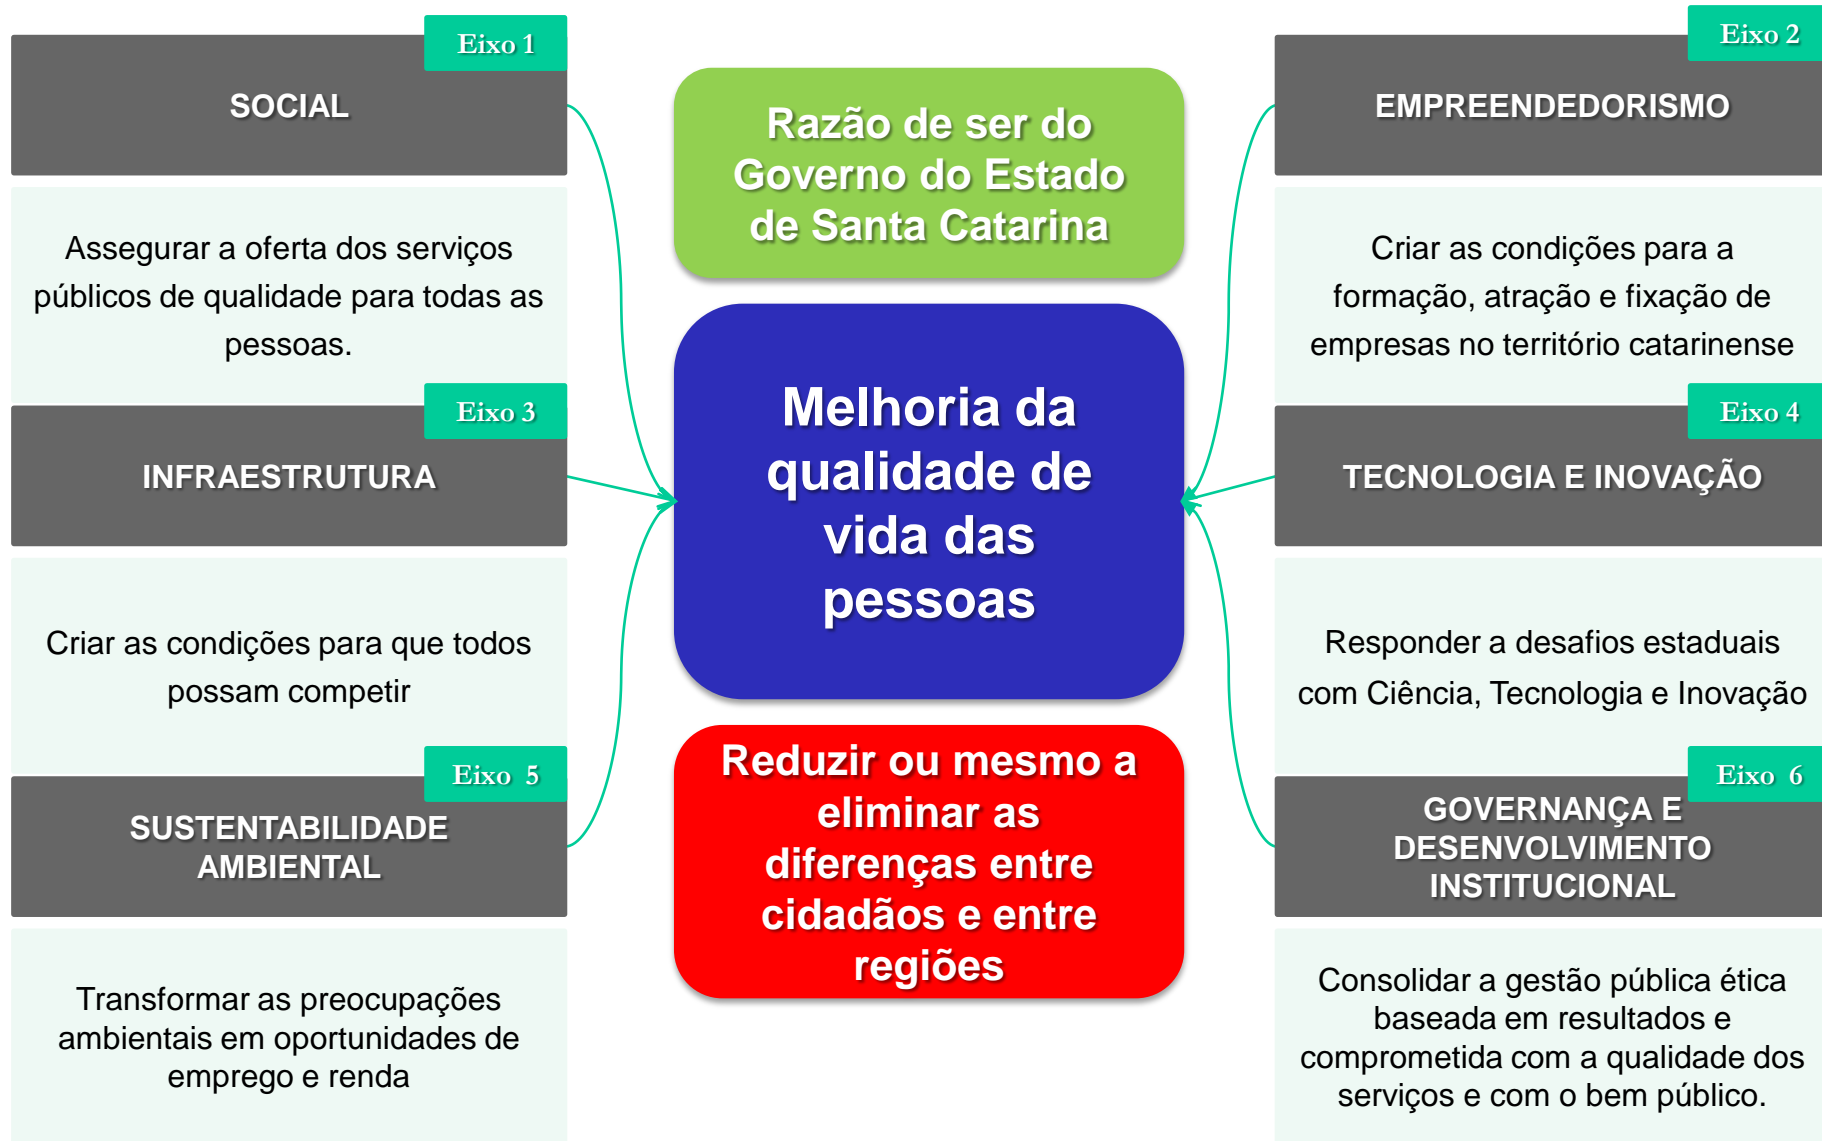 Eixo 1
SOCIAL
Assegurar a oferta dos serviços
públicos de qualidade para todas as
pessoas.
Eixo 3
INFRAESTRUTURA
Criar as condições para que todos
possam competir
Eixo 5
SUSTENTABILIDADE
AMBIENTAL
Transformar as preocupações
ambientais em oportunidades de
emprego e renda
Razão de ser do
Governo do Estado
de Santa Catarina
Melhoria da
qualidade de
vida das
pessoas
Reduzir ou mesmo a
eliminar as
diferenças entre
cidadãos e entre
regiões
Eixo 2
EMPREENDEDORISMO
Criar as condições para a
formação, atração e fixação de
empresas no território catarinense
Eixo 4
TECNOLOGIA E INOVAÇÃO
Responder a desafios estaduais
com Ciência, Tecnologia e Inovação
Eixo 6
GOVERNANÇA E
DESENVOLVIMENTO
INSTITUCIONAL
Consolidar a gestão pública ética
baseada em resultados e
comprometida com a qualidade dos
serviços e com o bem público.